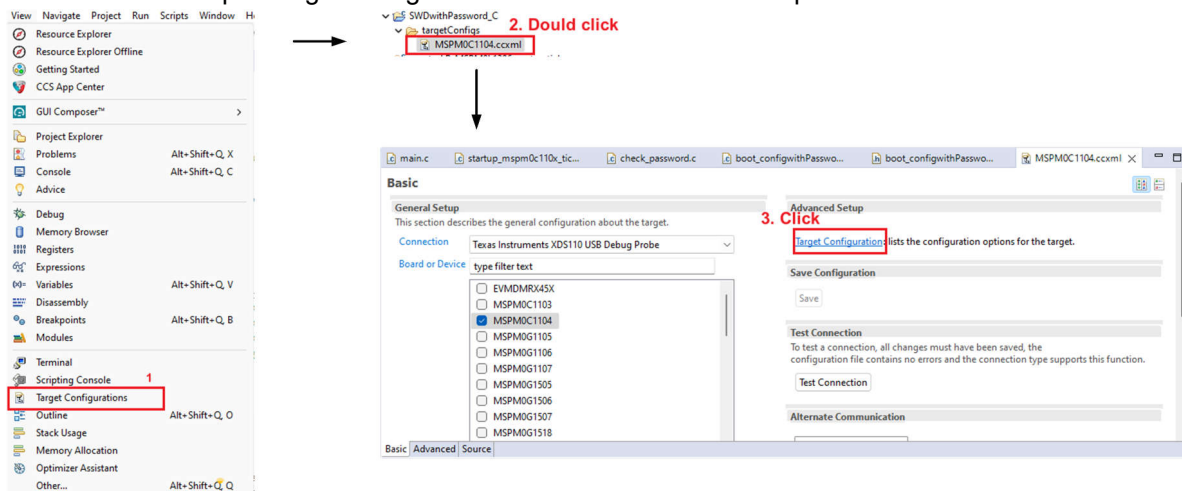 View Navigate Project Run Scripts Window
Resource Explorer
Resource Explorer Offline
Getting Started
CCS App Center
GUI Composer™ >
Project Explorer
Problems Alt+Shift+Q, X
Console Alt+Shift+Q, C
Advice
Debug
Memory Browser
Registers
Expressions
Variables Alt+Shift+Q, V
Disassembly
Breakpoints Alt+Shift+Q, B
Modules
Terminal
Scripting Console 1
Target Configurations
Outline Alt+Shift+Q, O
Stack Usage
Memory Allocation
Optimizer Assistant
Other... Alt+Shift+Q, Q
SWDwithPassword_C
targetConfigs
2. Dould click
MSPM0C1104.ccxml
main.c startup_mspm0c110x_tic... check_password.c boot_configwithPasswo... boot_configwithPasswo... MSPM0C1104.ccxml
Basic
General Setup
This section describes the general configuration about the target.
Connection Texas Instruments XDS110 USB Debug Probe
Board or Device type filter text
EVMDMRX45X
MSPM0C1103
MSPM0C1104
MSPM0G1105
MSPM0G1106
MSPM0G1107
MSPM0G1505
MSPM0G1506
MSPM0G1507
MSPM0G1518
Advanced Setup
3. Click
Target Configuration: lists the configuration options for the target.
Save Configuration
Save
Test Connection
To test a connection, all changes must have been saved, the
configuration file contains no errors and the connection type supports this function.
Test Connection
Alternate Communication
Basic Advanced Source